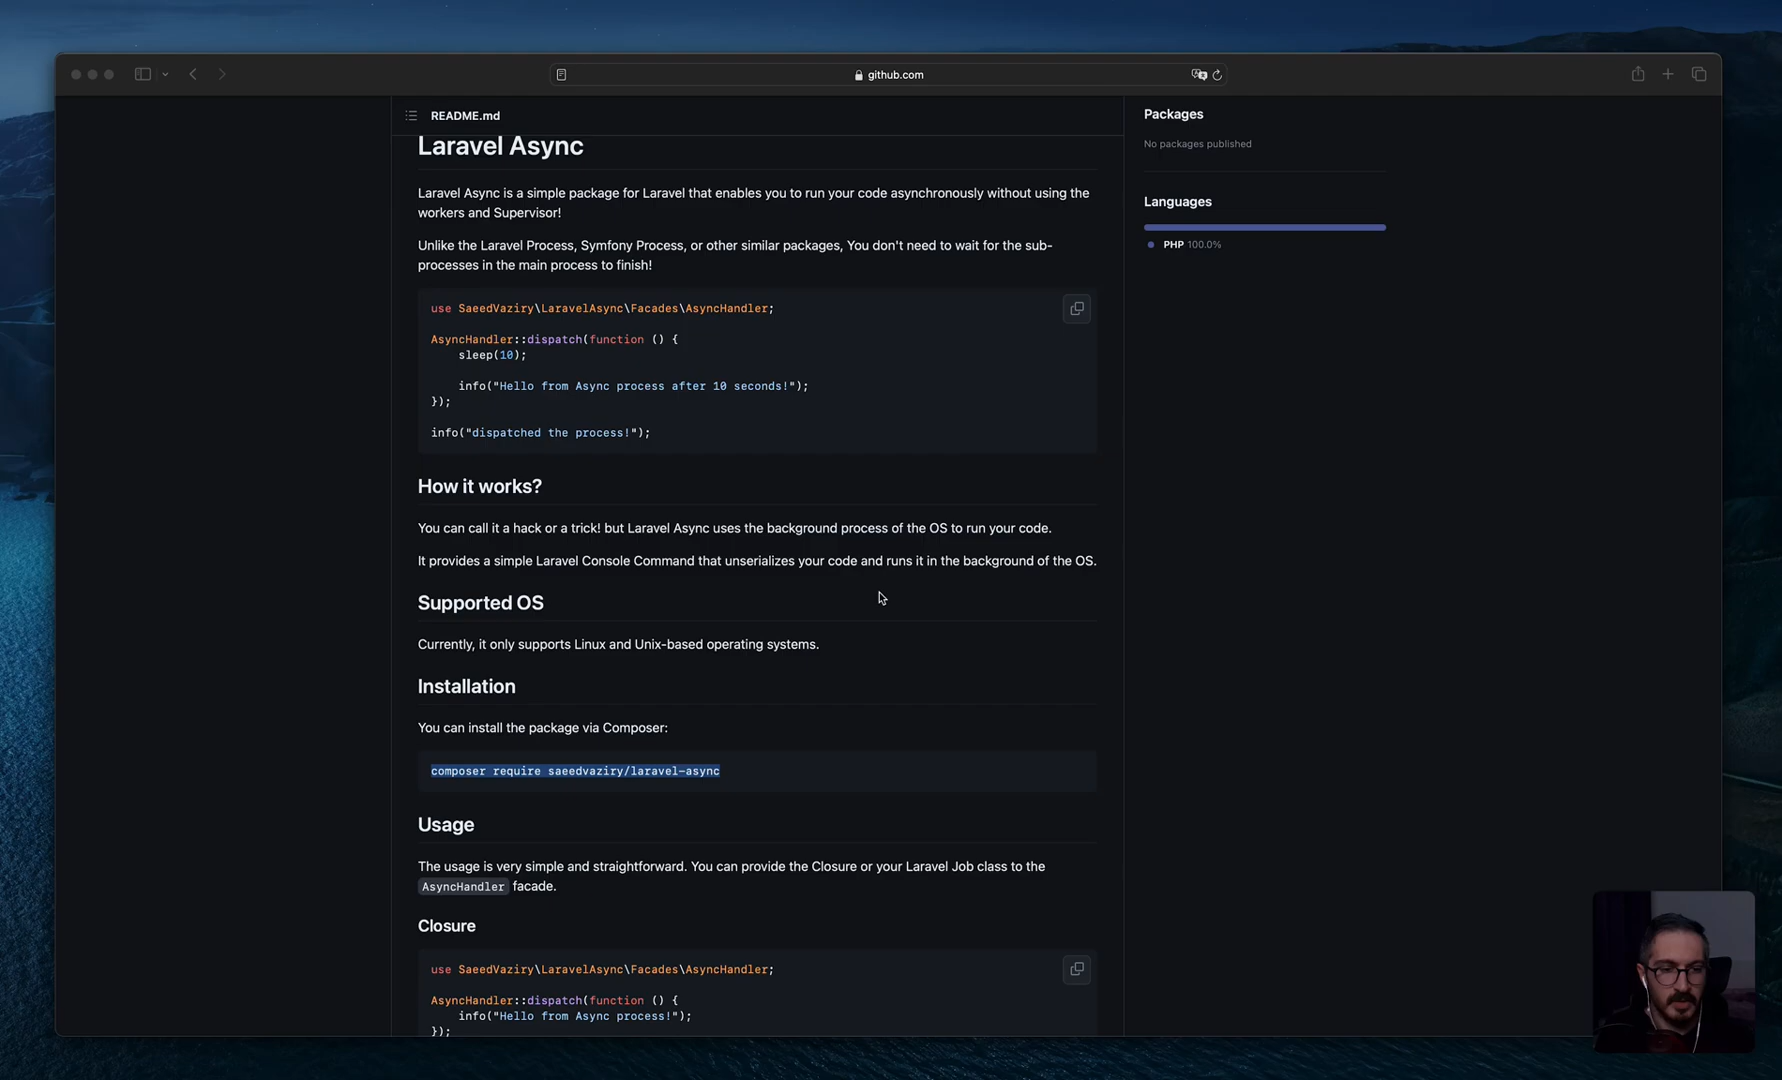 github.com
README.md
Laravel Async
Laravel Async is a simple package for Laravel that enables you to run your code asynchronously without using the
workers and Supervisor!
Unlike the Laravel Process, Symfony Process, or other similar packages, You don't need to wait for the sub-
processes in the main process to finish!
use SaeedVaziry\LaravelAsync\Facades\AsyncHandler;
AsyncHandler::dispatch(function () {
sleep(10);
info("Hello from Async process after 10 seconds!");
});
info("dispatched the process!");
How it works?
You can call it a hack or a trick! but Laravel Async uses the background process of the OS to run your code.
It provides a simple Laravel Console Command that unserializes your code and runs it in the background of the OS.
Supported OS
Currently, it only supports Linux and Unix-based operating systems.
Installation
You can install the package via Composer:
composer require saeedvaziry/laravel-async
Usage
The usage is very simple and straightforward. You can provide the Closure or your Laravel Job class to the
AsyncHandler facade.
Closure
use SaeedVaziry\LaravelAsync\Facades\AsyncHandler;
AsyncHandler::dispatch(function () {
info("Hello from Async process!");
});
Packages
No packages published
Languages
PHP 100.0%